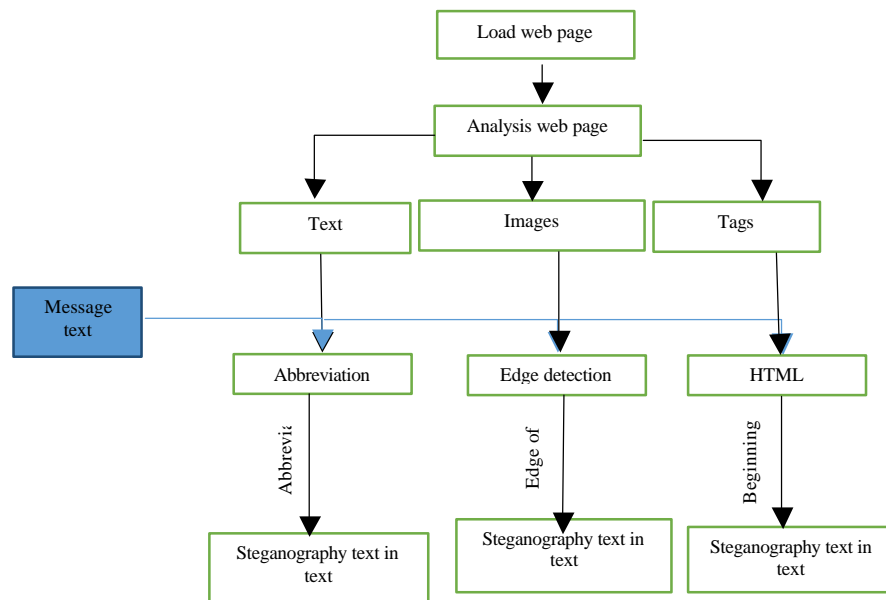 Load web page
Analysis web page
Text
Images
Tags
Message
text
Abbreviation
Edge detection
HTML
Edge of
Beginning
Steganography text in
text
Steganography text in
text
Steganography text in
text